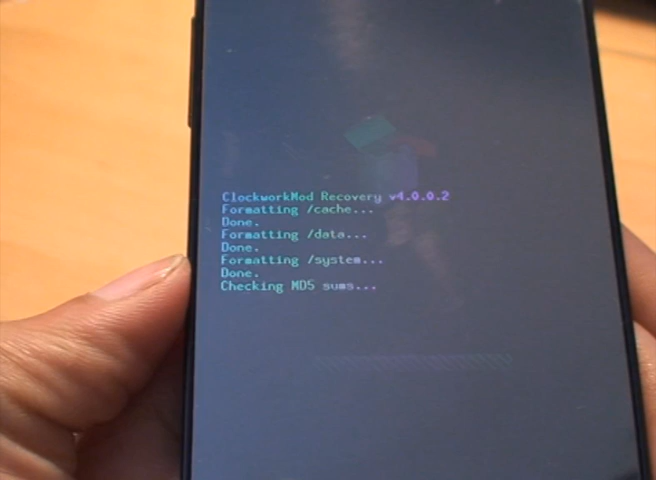 ClockworkMod Recovery v4.0.0.2
Formatting /cache...
Done.
Formatting /data...
Done.
Formatting /system...
Done.
Checking MD5 sums...